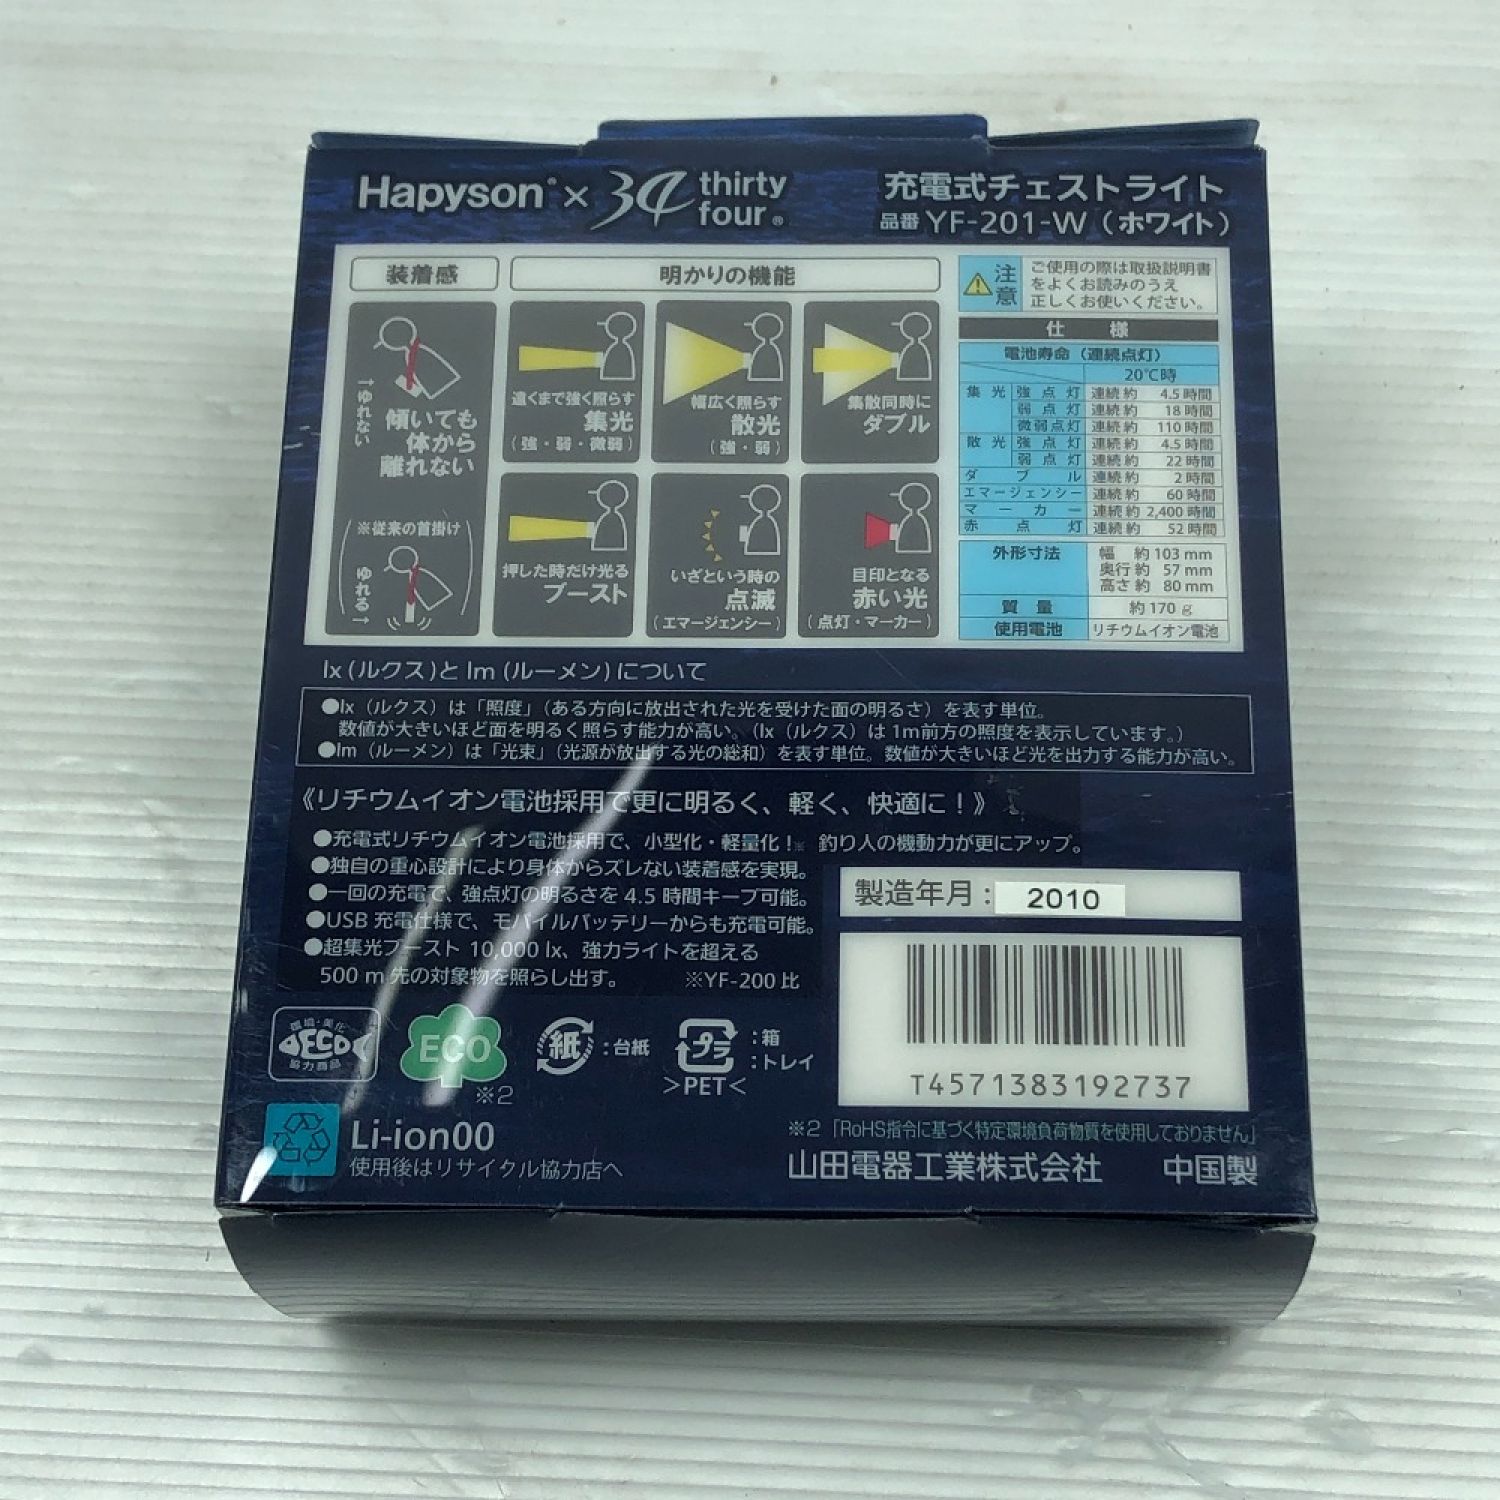 Hapyson × 34 thirty four®
充電式チェストライト
品番 YF-201-W（ホワイト）
装着感
↑ゆれない
傾いても
体から
離れない
※従来の首掛け
ゆれる→
明かりの機能
遠くまで強く照らす
集光
（強・弱・微弱）
幅広く照らす
散光
（強・弱）
集散同時に
ダブル
押した時だけ光る
ブースト
いざという時の
点滅
（エマージェンシー）
目印となる
赤い光
（点灯・マーカー）
注意
ご使用の際は取扱説明書
をよくお読みのうえ
正しくお使いください。
仕 様
電池寿命（連続点灯）
20℃時
集光 強点灯 連続約 4.5時間
弱点灯 連続約 18時間
微弱点灯 連続約 110時間
散光 強点灯 連続約 4.5時間
弱点灯 連続約 22時間
ダブル 連続約 2時間
エマージェンシー 連続約 60時間
マーカー 連続約 2,400時間
赤点灯 連続約 52時間
外形寸法 幅 約103mm
奥行約 57mm
高さ約 80mm
質量 約170g
使用電池 リチウムイオン電池
lx(ルクス)とlm(ルーメン)について
●lx（ルクス）は「照度」（ある方向に放出された光を受けた面の明るさ）を表す単位。
数値が大きいほど面を明るく照らす能力が高い。（lx（ルクス）は1m前方の照度を表示しています。）
●lm（ルーメン）は「光束」（光源が放出する光の総和）を表す単位。数値が大きいほど光を出力する能力が高い。
《リチウムイオン電池採用で更に明るく、軽く、快適に！》
●充電式リチウムイオン電池採用で、小型化・軽量化！※ 釣り人の機動力が更にアップ。
●独自の重心設計により身体からズレない装着感を実現。
●一回の充電で、強点灯の明るさを4.5時間キープ可能。
●USB充電仕様で、モバイルバッテリーからも充電可能。
●超集光ブースト 10,000 lx、強力ライトを超える
500m先の対象物を照らし出す。 ※YF-200比
製造年月：2010
T4571383192737
環境・美化
ECO
協力商品
ECO
※2
紙：台紙
プラ：箱
：トレイ
>PET<
Li-ion00
使用後はリサイクル協力店へ
※2「RoHS指令に基づく特定環境負荷物質を使用しておりません」
山田電器工業株式会社 中国製